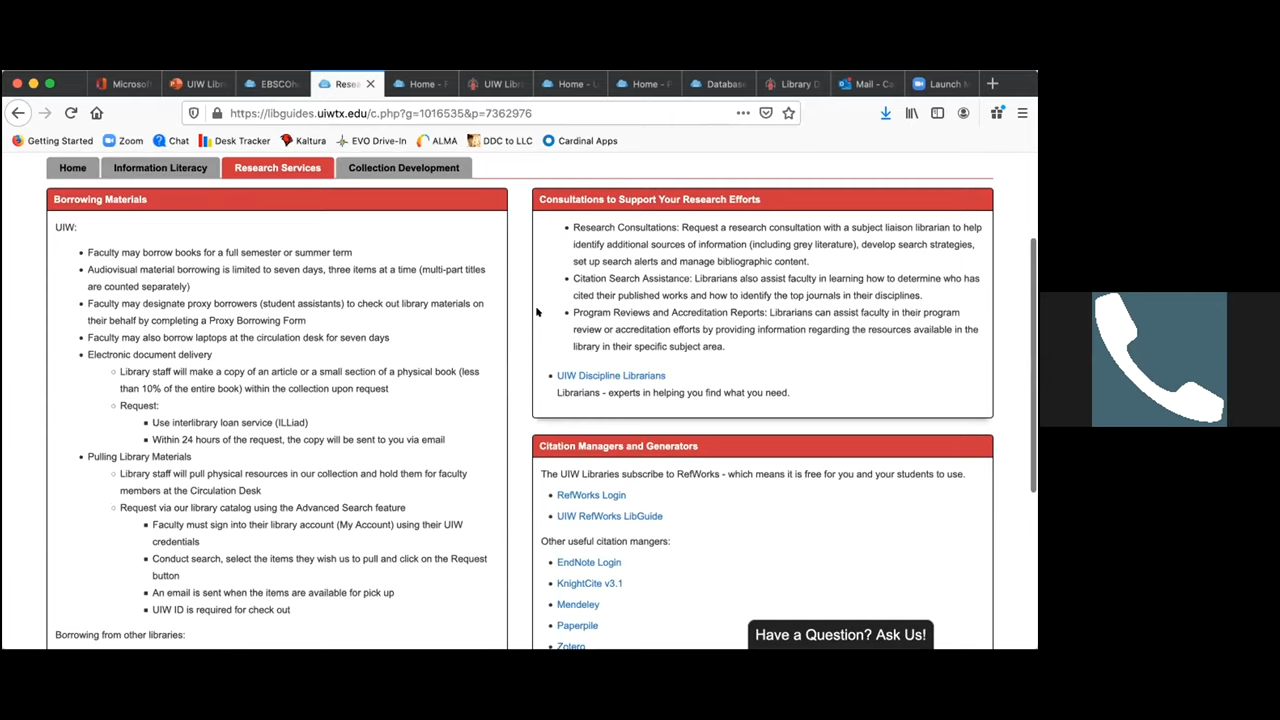 Microsof
UIW Libr
EBSCOh
Resea
Home - F
UIW Libr
Home - U
Home - P
Database
Library D
Mail - Ca
Launch M
https://libguides.uiwtx.edu/c.php?g=1016535&p=7362976
Getting Started
Zoom
Chat
Desk Tracker
Kaltura
EVO Drive-In
ALMA
DDC to LLC
Cardinal Apps
Home
Information Literacy
Research Services
Collection Development
Borrowing Materials
UIW:
Faculty may borrow books for a full semester or summer term
Audiovisual material borrowing is limited to seven days, three items at a time (multi-part titles
are counted separately)
Faculty may designate proxy borrowers (student assistants) to check out library materials on
their behalf by completing a Proxy Borrowing Form
Faculty may also borrow laptops at the circulation desk for seven days
Electronic document delivery
Library staff will make a copy of an article or a small section of a physical book (less
than 10% of the entire book) within the collection upon request
Request:
Use interlibrary loan service (ILLiad)
Within 24 hours of the request, the copy will be sent to you via email
Pulling Library Materials
Library staff will pull physical resources in our collection and hold them for faculty
members at the Circulation Desk
Request via our library catalog using the Advanced Search feature
Faculty must sign into their library account (My Account) using their UIW
credentials
Conduct search, select the items they wish us to pull and click on the Request
button
An email is sent when the items are available for pick up
UIW ID is required for check out
Borrowing from other libraries:
Consultations to Support Your Research Efforts
Research Consultations: Request a research consultation with a subject liaison librarian to help
identify additional sources of information (including grey literature), develop search strategies,
set up search alerts and manage bibliographic content.
Citation Search Assistance: Librarians also assist faculty in learning how to determine who has
cited their published works and how to identify the top journals in their disciplines.
Program Reviews and Accreditation Reports: Librarians can assist faculty in their program
review or accreditation efforts by providing information regarding the resources available in the
library in their specific subject area.
UIW Discipline Librarians
Librarians - experts in helping you find what you need.
Citation Managers and Generators
The UIW Libraries subscribe to RefWorks - which means it is free for you and your students to use.
RefWorks Login
UIW RefWorks LibGuide
Other useful citation mangers:
EndNote Login
KnightCite v3.1
Mendeley
Paperpile
Zotero
Have a Question? Ask Us!